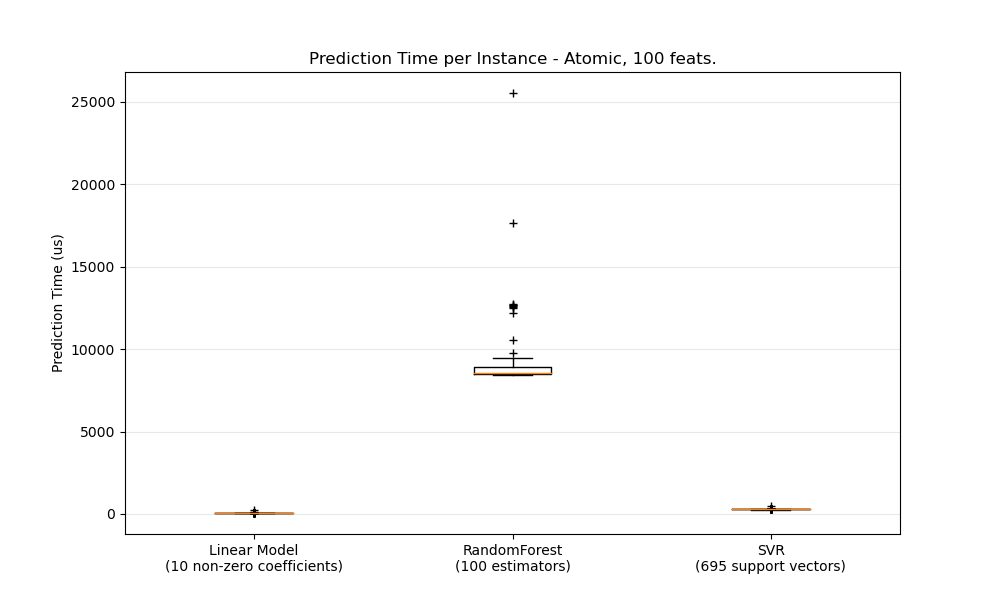 Prediction Time per Instance - Atomic, 100 feats.
25000
20000
15000
10000
5000
0
Prediction Time (us)
Linear Model
(10 non-zero coefficients)
RandomForest
(100 estimators)
SVR
(695 support vectors)